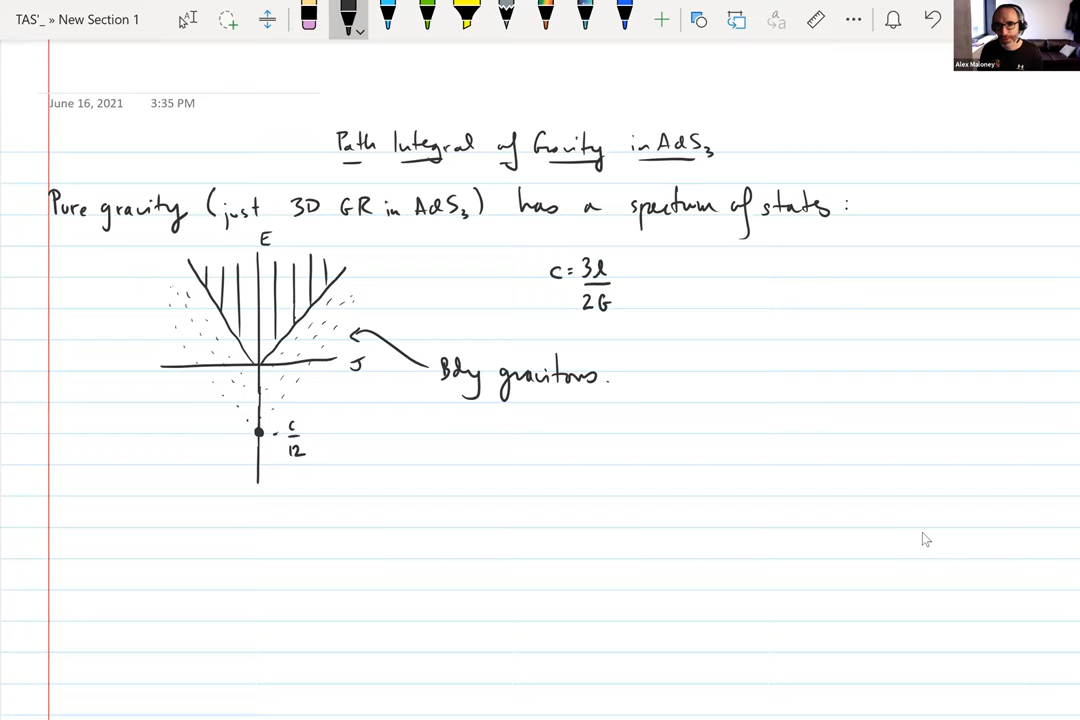 TAS'_ » New Section 1
Alex Maloney
June 16, 2021 3:35 PM
Path Integral of Gravity in AdS₃
Pure gravity (just 3D GR in AdS₃) has a spectrum of states:
E
c = 3l
2G
J
Bdy gravitons.
- c
12